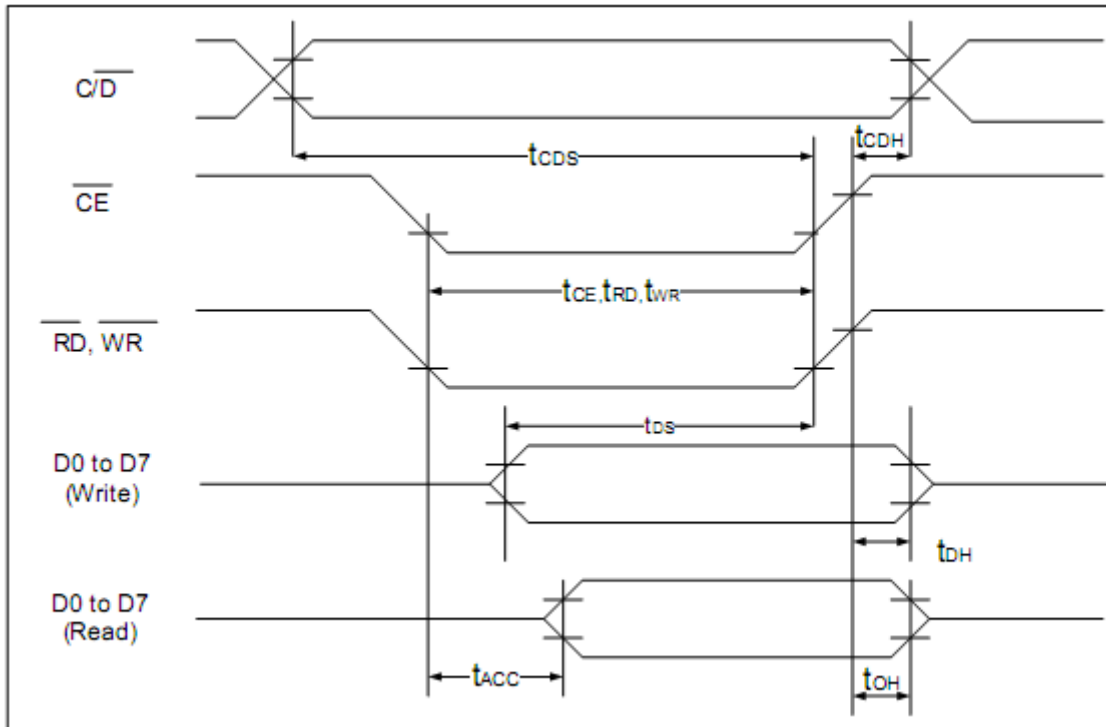 C/D
tCDH
tCDS
CE
tCE,tRD,tWR
RD, WR
tDS
D0 to D7
(Write)
tDH
D0 to D7
(Read)
tACC
tOH